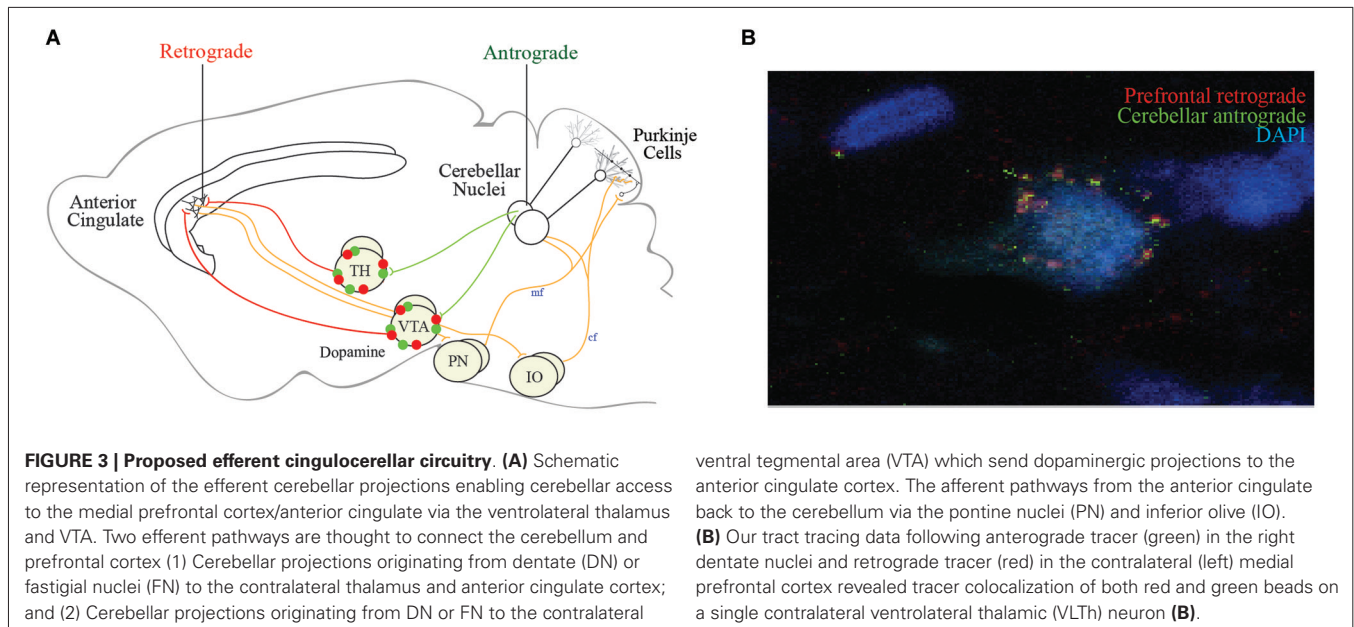 A
Retrograde
Antrograde
Purkinje
Cells
Cerebellar
Nuclei
Anterior
Cingulate
TH
mf
VTA
cf
Dopamine
PN
IO
B
Prefrontal retrograde
Cerebellar antrograde
DAPI
FIGURE 3 | Proposed efferent cingulocerellar circuitry. (A) Schematic
representation of the efferent cerebellar projections enabling cerebellar access
to the medial prefrontal cortex/anterior cingulate via the ventrolateral thalamus
and VTA. Two efferent pathways are thought to connect the cerebellum and
prefrontal cortex (1) Cerebellar projections originating from dentate (DN) or
fastigial nuclei (FN) to the contralateral thalamus and anterior cingulate cortex;
and (2) Cerebellar projections originating from DN or FN to the contralateral
ventral tegmental area (VTA) which send dopaminergic projections to the
anterior cingulate cortex. The afferent pathways from the anterior cingulate
back to the cerebellum via the pontine nuclei (PN) and inferior olive (IO).
(B) Our tract tracing data following anterograde tracer (green) in the right
dentate nuclei and retrograde tracer (red) in the contralateral (left) medial
prefrontal cortex revealed tracer colocalization of both red and green beads on
a single contralateral ventrolateral thalamic (VLTh) neuron (B).